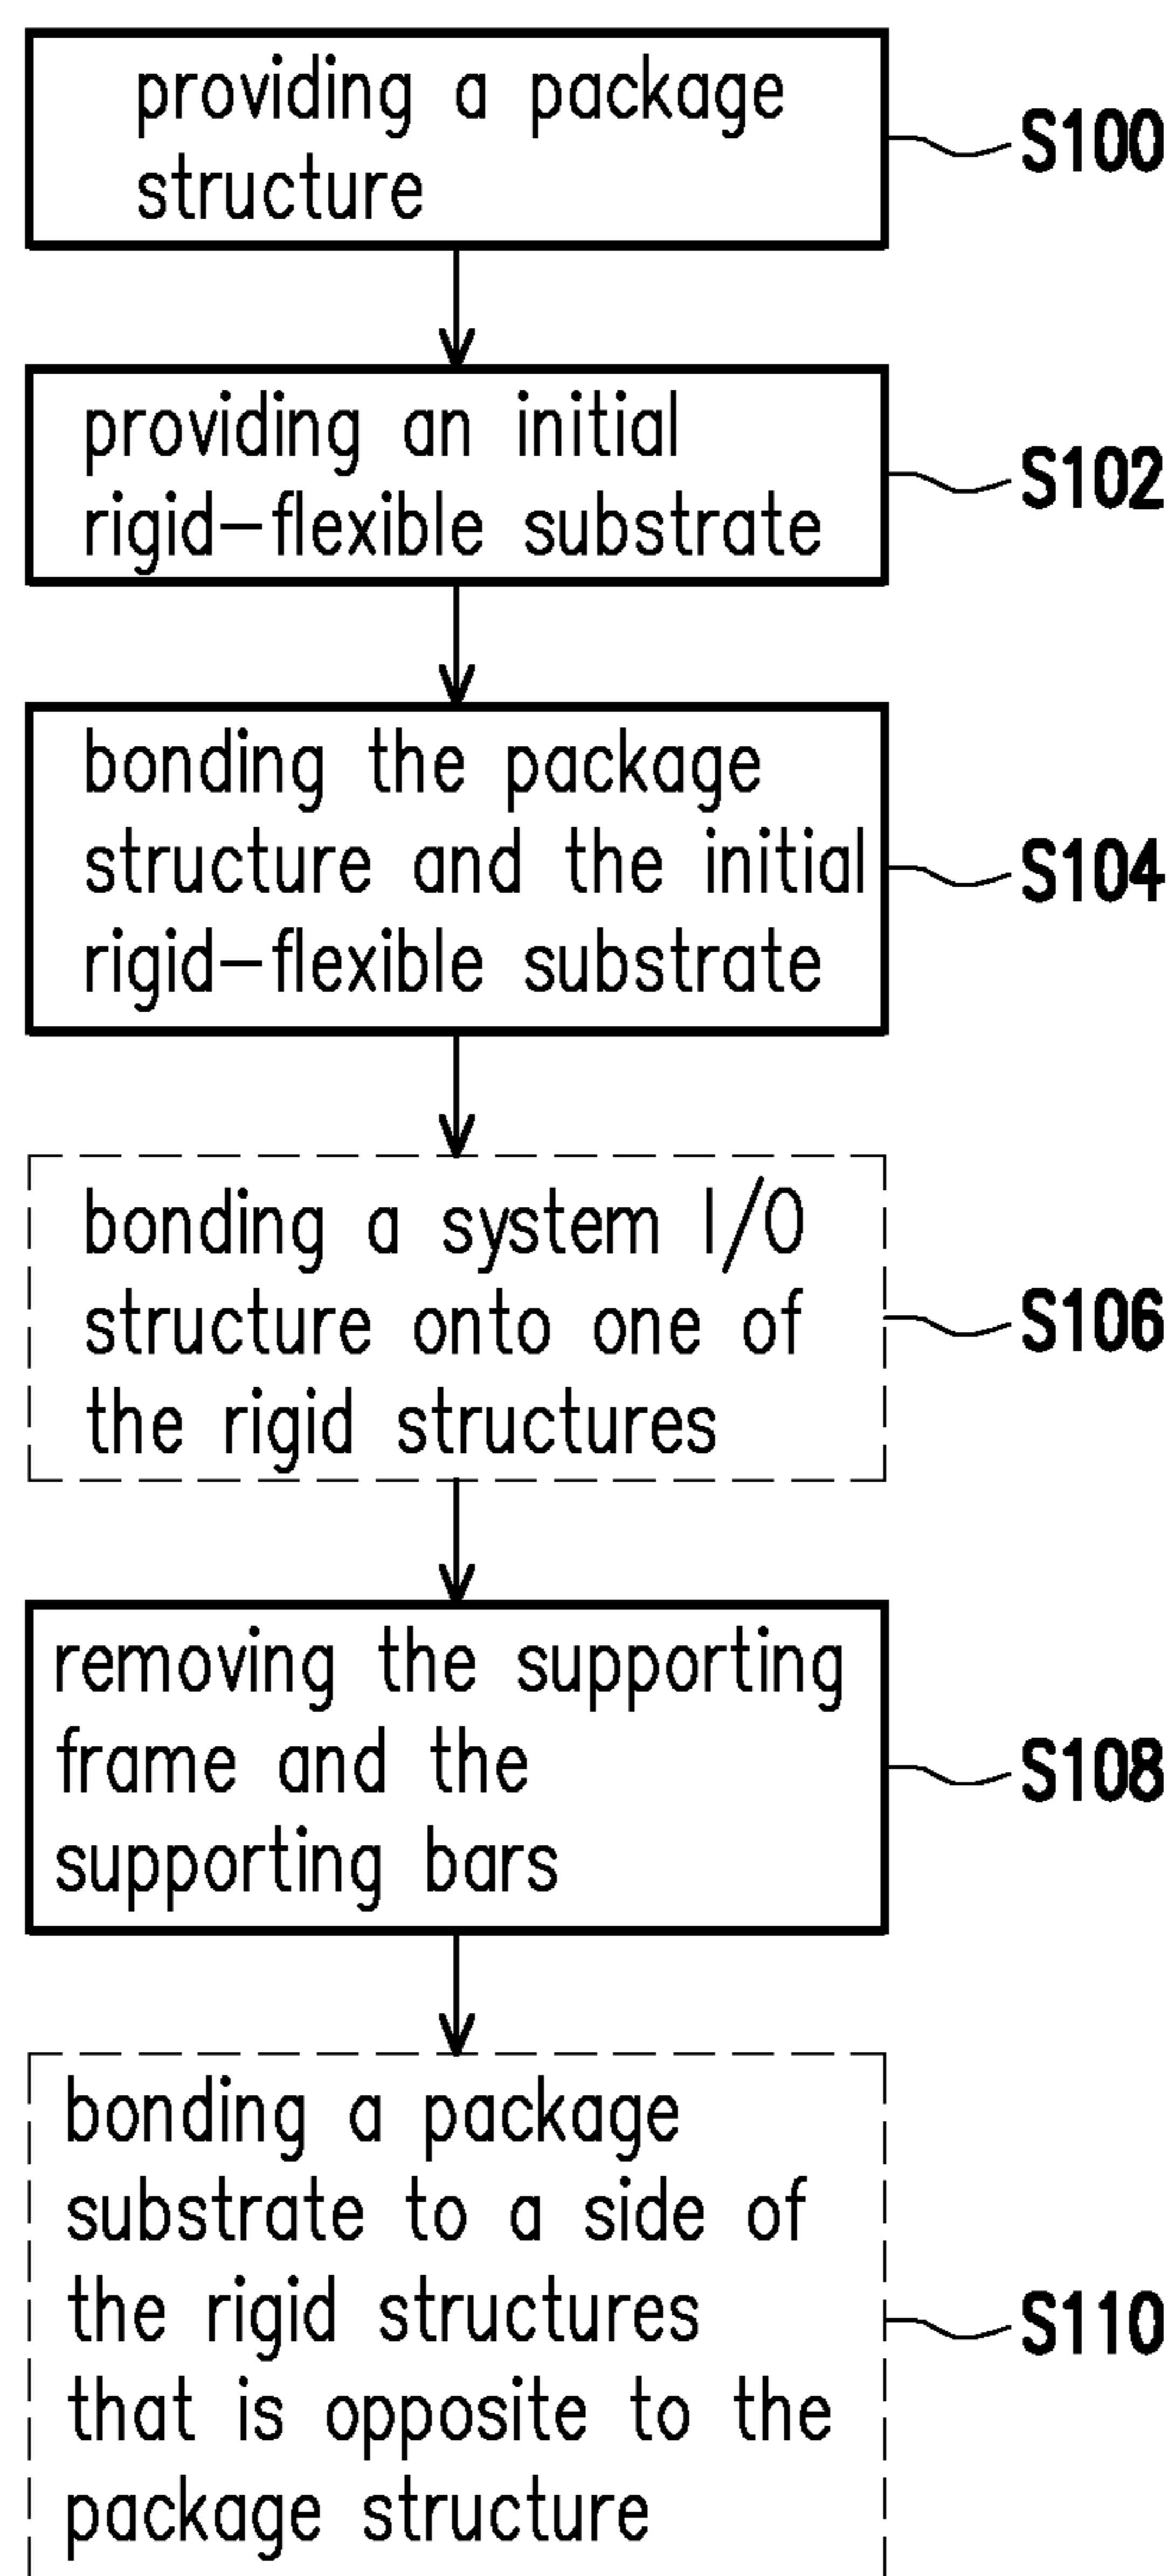 providing a package
structure
S100
providing an initial
rigid-flexible substrate
S102
bonding the package
structure and the initial
rigid-flexible substrate
S104
bonding a system I/O
structure onto one of
the rigid structures
S106
removing the supporting
frame and the
supporting bars
S108
bonding a package
substrate to a side of
the rigid structures
that is opposite to the
package structure
S110